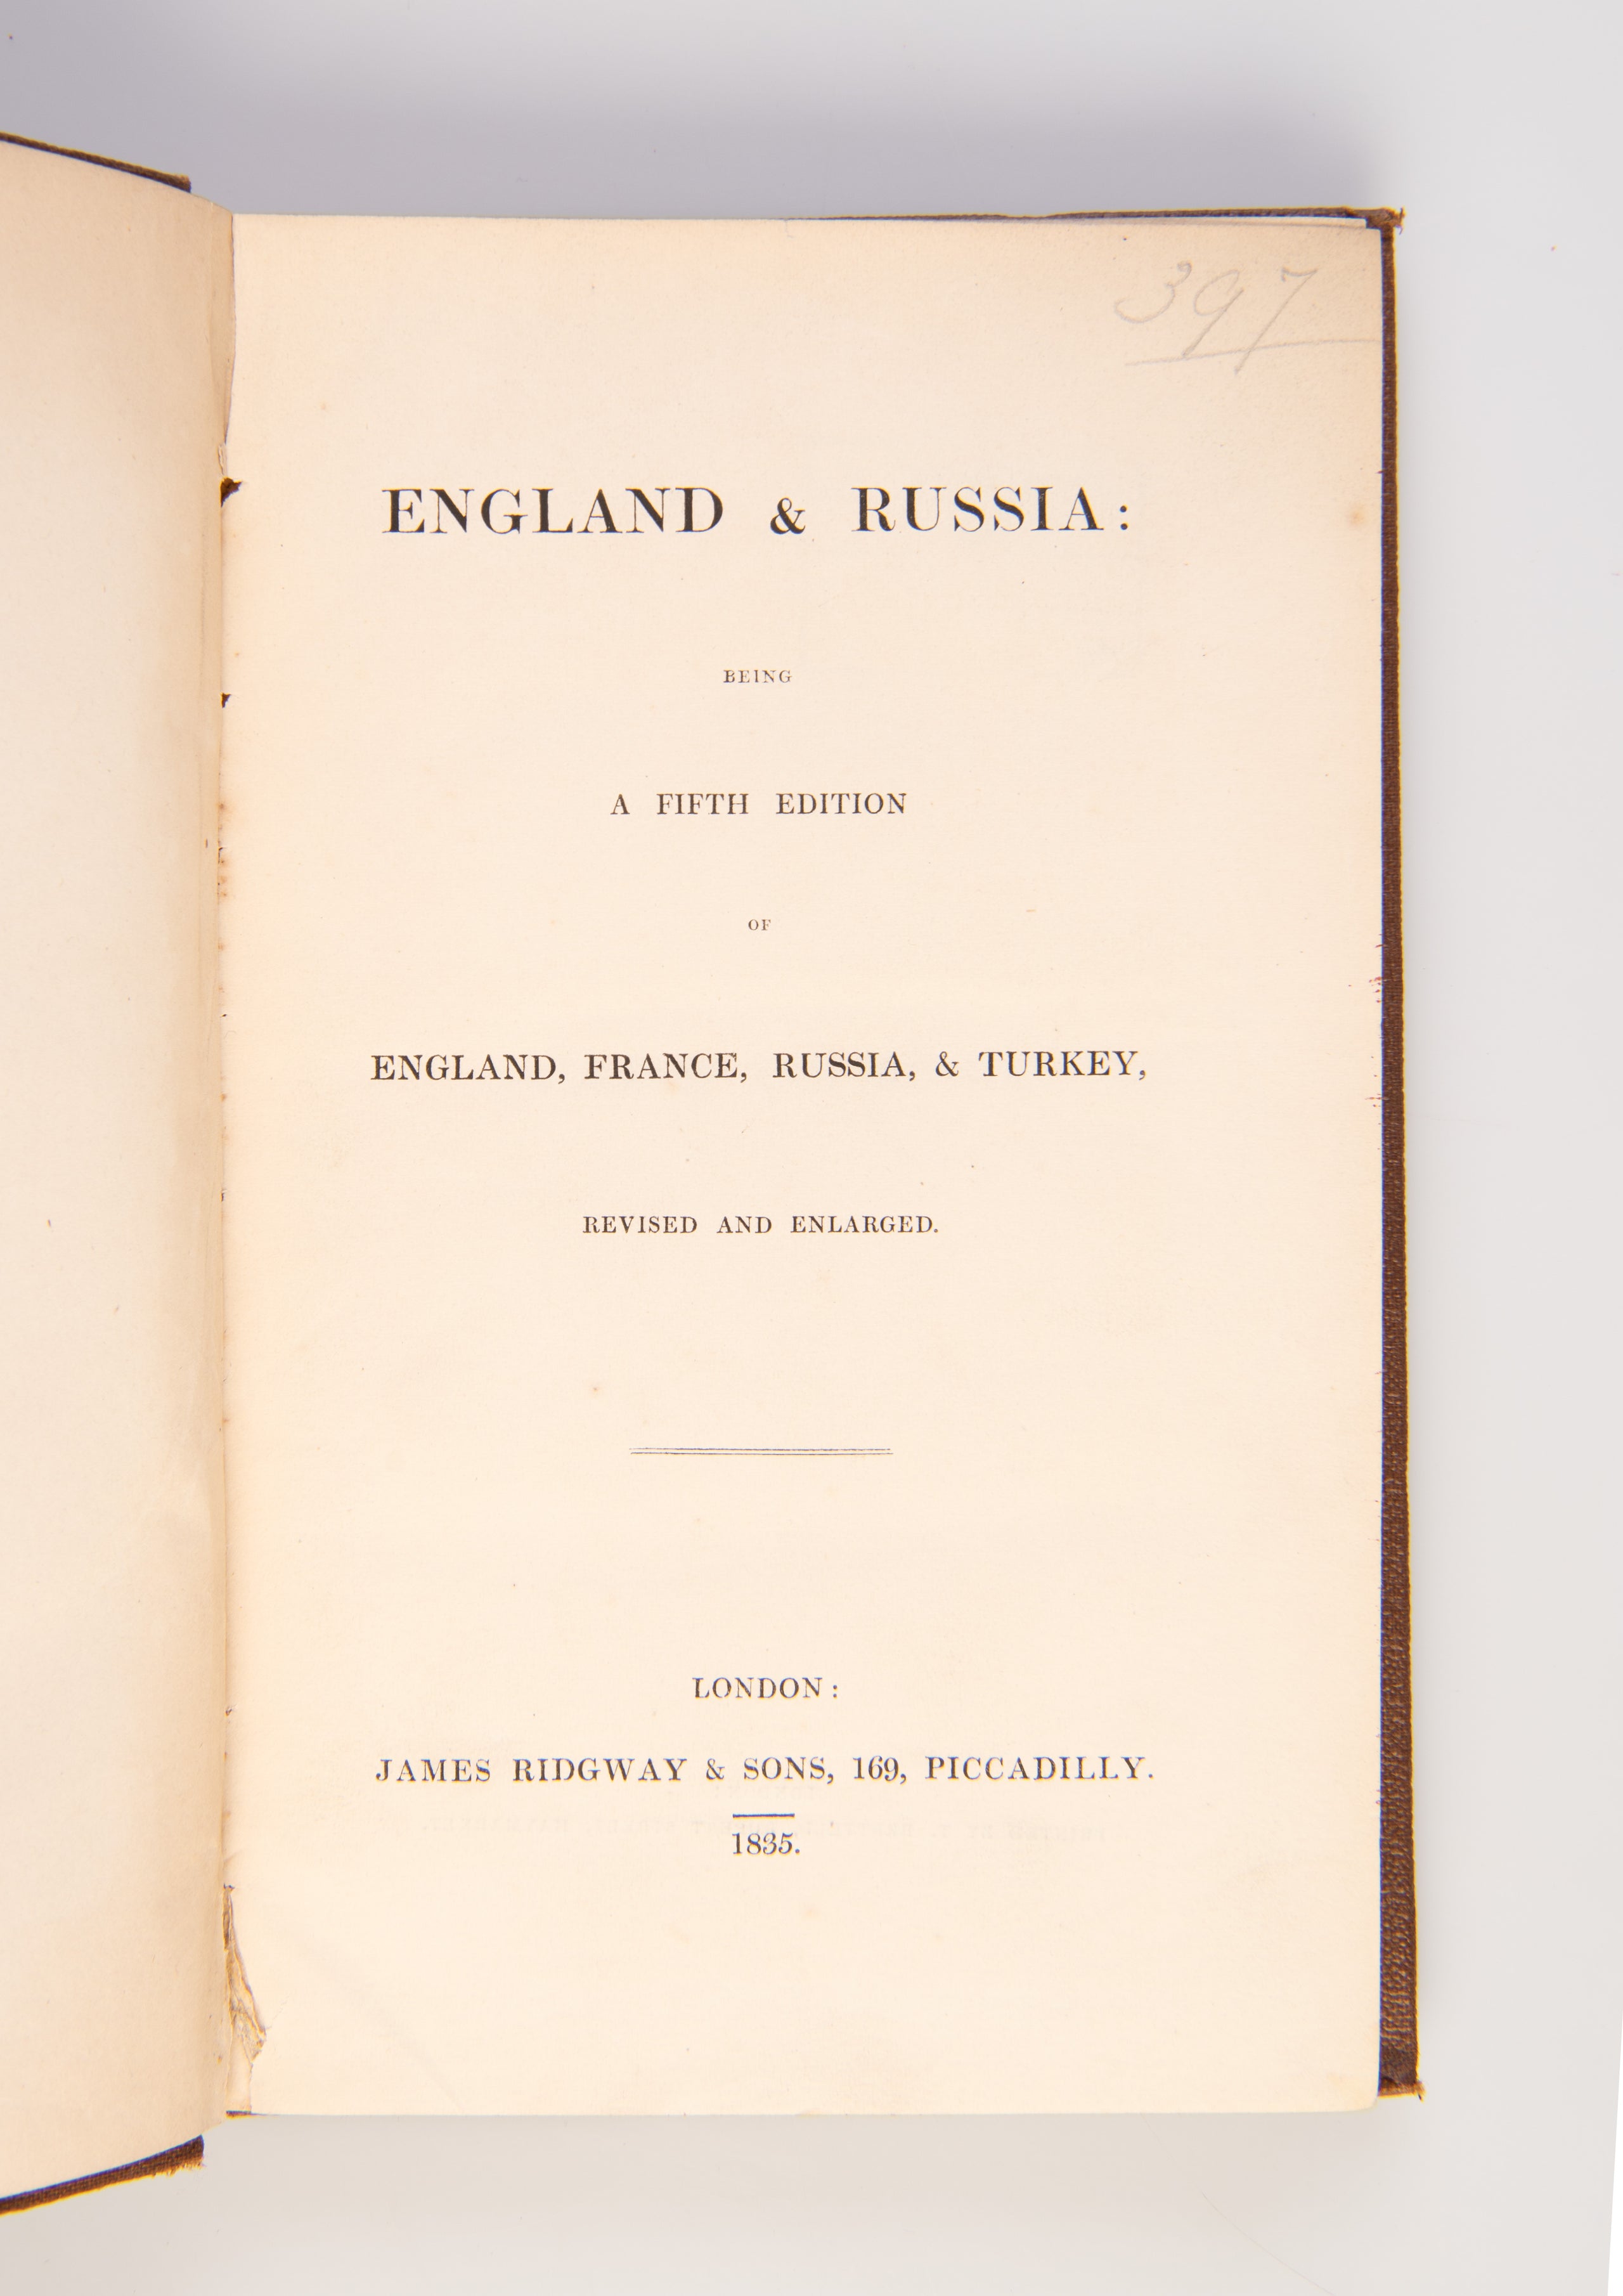 397
ENGLAND & RUSSIA:
BEING
A FIFTH EDITION
OF
ENGLAND, FRANCE, RUSSIA, & TURKEY,
REVISED AND ENLARGED.
LONDON:
JAMES RIDGWAY & SONS, 169, PICCADILLY.
1835.